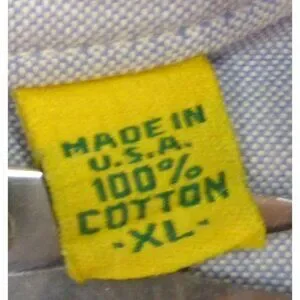 MADE IN
U.S.A.
100%
COTTON
·XL·